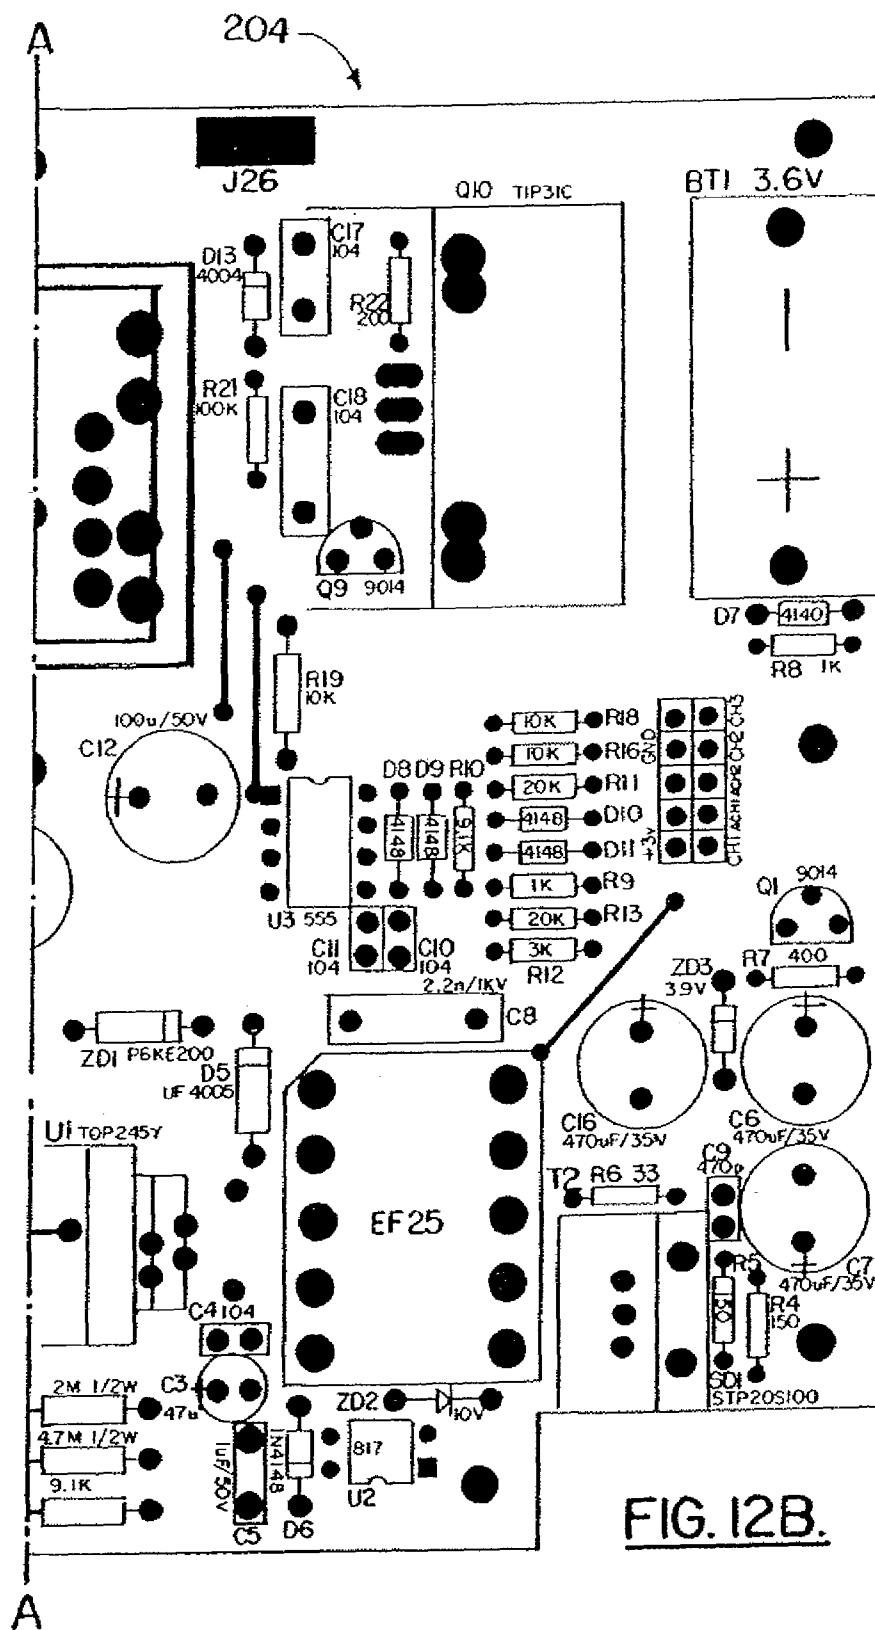 A
204
J26
Q10 TIP31C
BT1 3.6V
D13
4004
C17
104
R22
200
R21
100K
C18
104
Q9 9014
D7 4140
R8 1K
R19
10K
100u/50V
C12
10K R18
10K R16
20K R11
4148 D10
4148 D11
1K R9
20K R13
3K
R12
D8 D9 R10
4148
4148
9.1K
GND
+3V
CH3
CH2
ACH2
ACH1
CH1
U3 555
C11
104
C10
104
Q1 9014
R7 400
ZD3
3.9V
2.2n/1KV
C8
ZD1 P6KE200
D5
UF4005
C16
470uF/35V
C6
470uF/35V
U1 TOP245Y
C9
470p
T2 R6 33
EF25
C7
470uF/35V
R5
50
R4
150
C4 104
C3
47u
SD1
STP20S100
2M 1/2W
ZD2 10V
4.7M 1/2W
9.1K
1uF/50V
C5
1N4148
D6
817
U2
FIG. 12B.
A